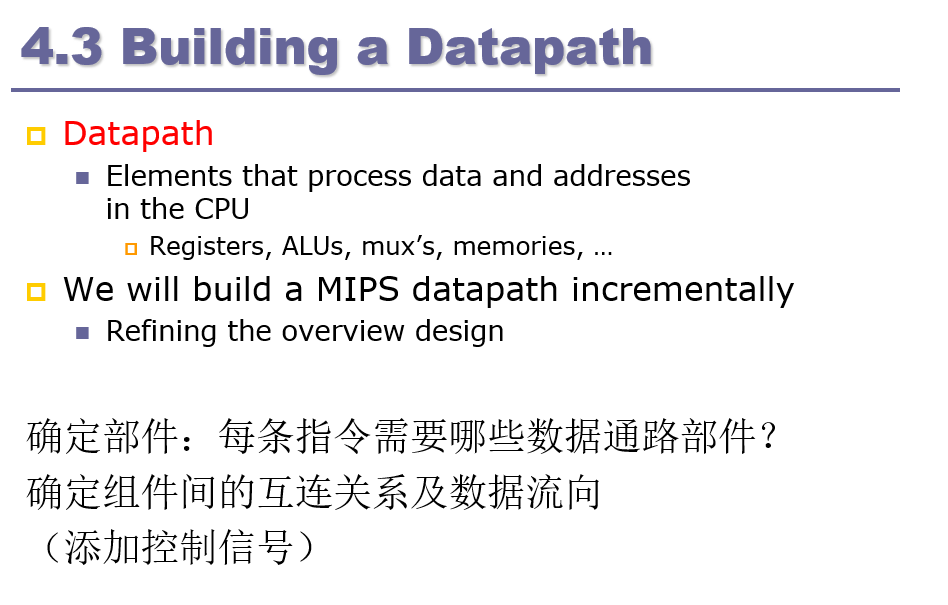 4.3 Building a Datapath
Datapath
Elements that process data and addresses
in the CPU
Registers, ALUs, mux’s, memories, …
We will build a MIPS datapath incrementally
Refining the overview design
确定部件：每条指令需要哪些数据通路部件？
确定组件间的互连关系及数据流向
（添加控制信号）